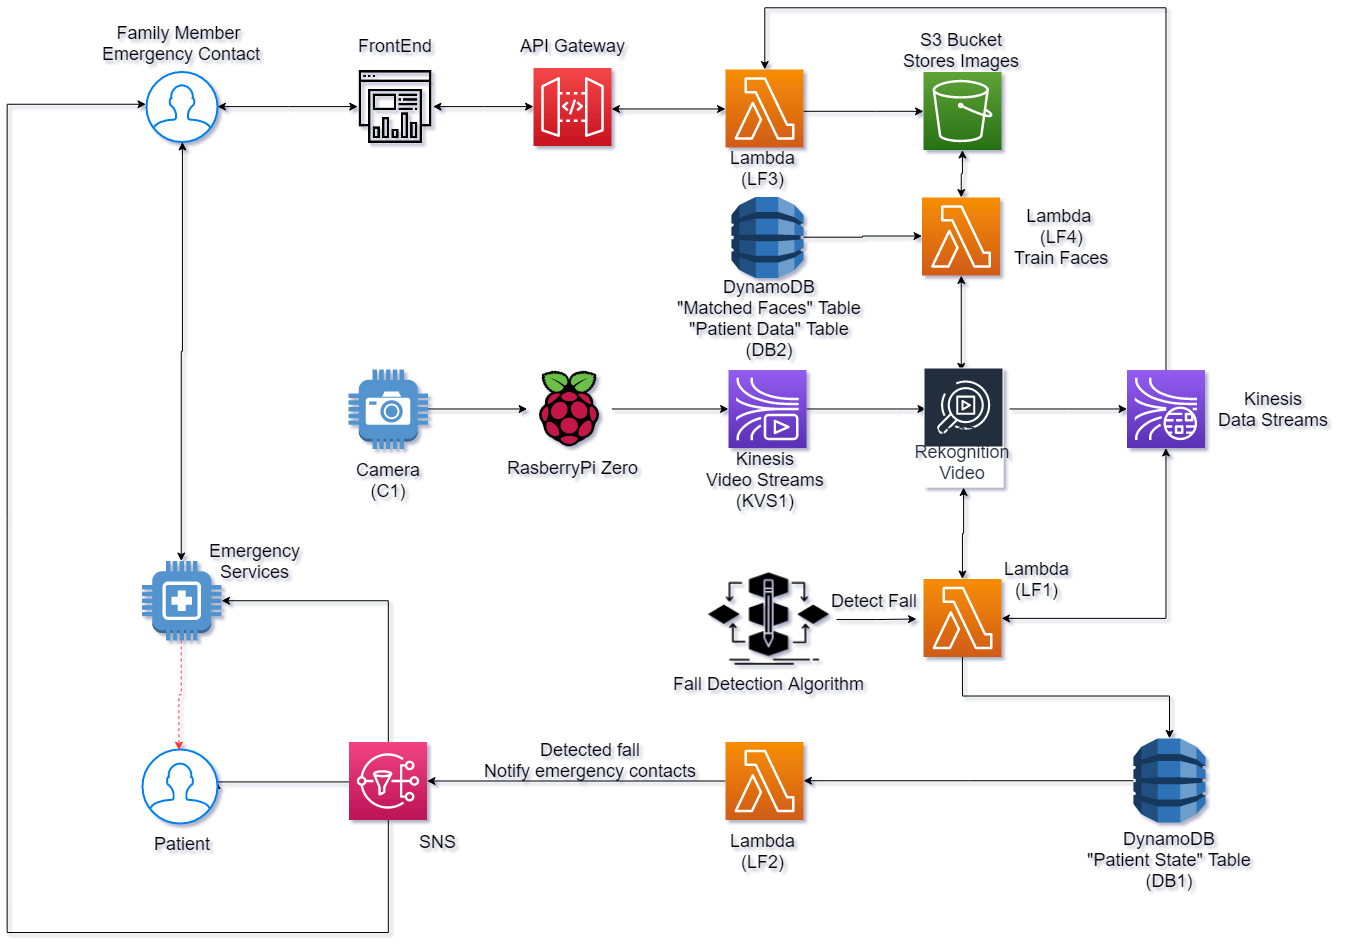 Family Member
Emergency Contact
FrontEnd
API Gateway
S3 Bucket
Stores Images
Lambda
(LF3)
Lambda
(LF4)
Train Faces
DynamoDB
"Matched Faces" Table
"Patient Data" Table
(DB2)
Camera
(C1)
RasberryPi Zero
Kinesis
Video Streams
(KVS1)
Rekognition
Video
Kinesis
Data Streams
Emergency
Services
Detect Fall
Lambda
(LF1)
Fall Detection Algorithm
Detected fall
Notify emergency contacts
Patient
SNS
Lambda
(LF2)
DynamoDB
"Patient State" Table
(DB1)